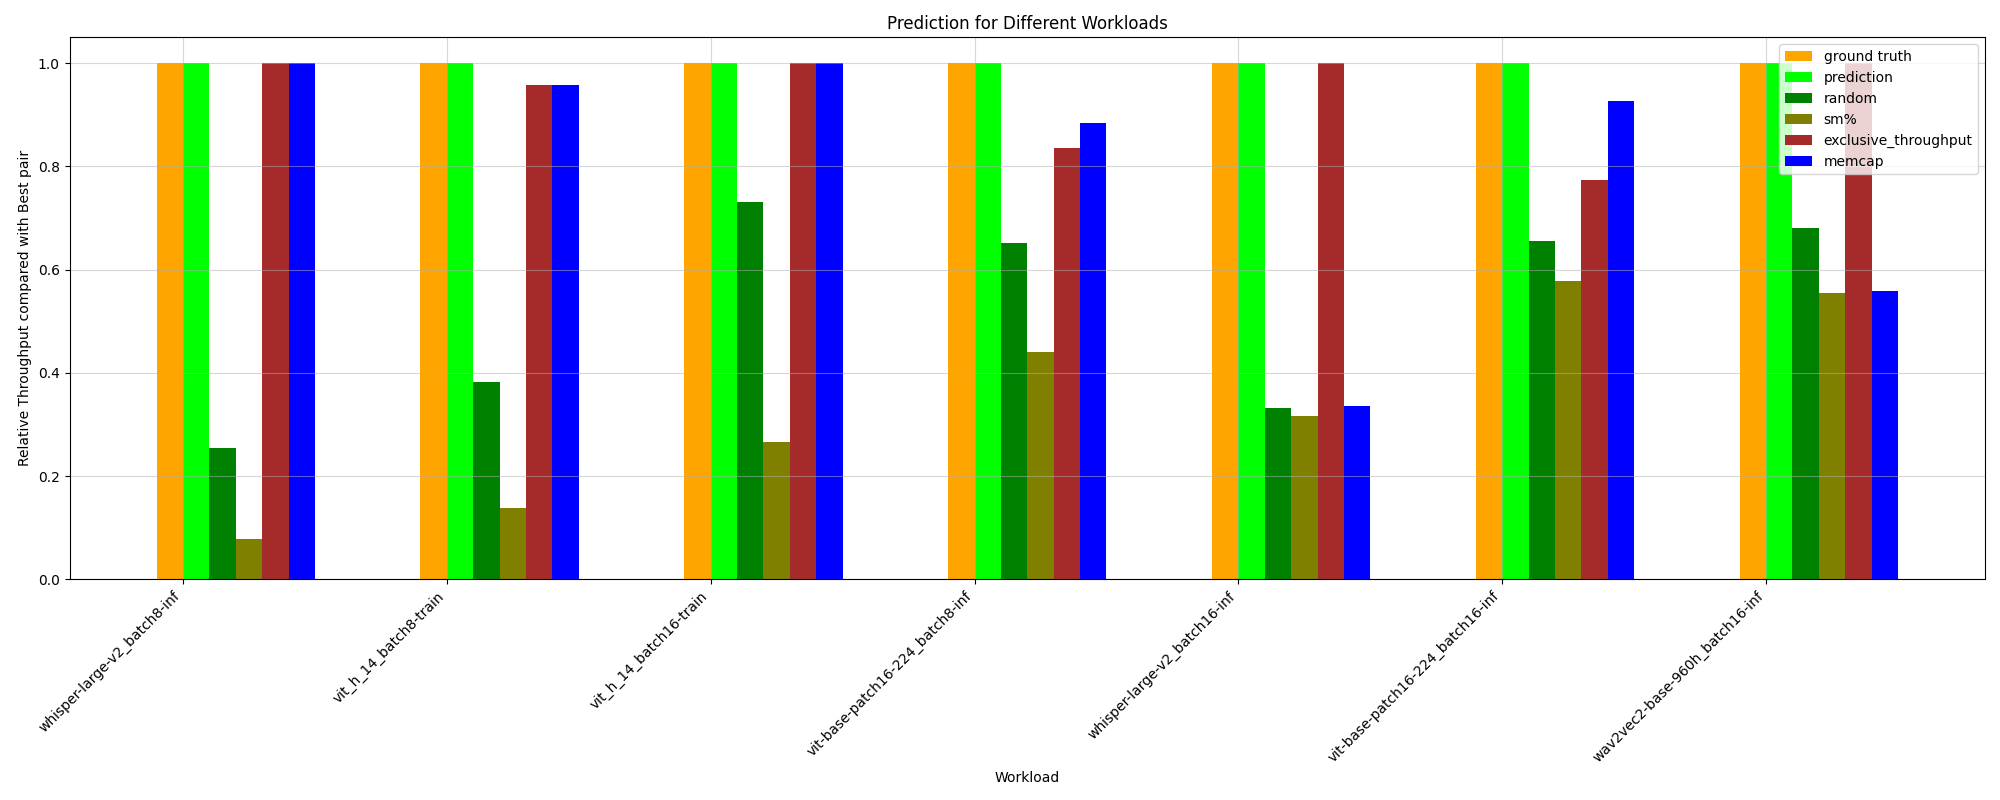 Prediction for Different Workloads
Relative Throughput compared with Best pair
1.0
0.8
0.6
0.4
0.2
0.0
ground truth
prediction
random
sm%
exclusive_throughput
memcap
whisper-large-v2_batch8-inf
vit_h_14_batch8-train
vit_h_14_batch16-train
vit-base-patch16-224_batch8-inf
whisper-large-v2_batch16-inf
vit-base-patch16-224_batch16-inf
wav2vec2-base-960h_batch16-inf
Workload